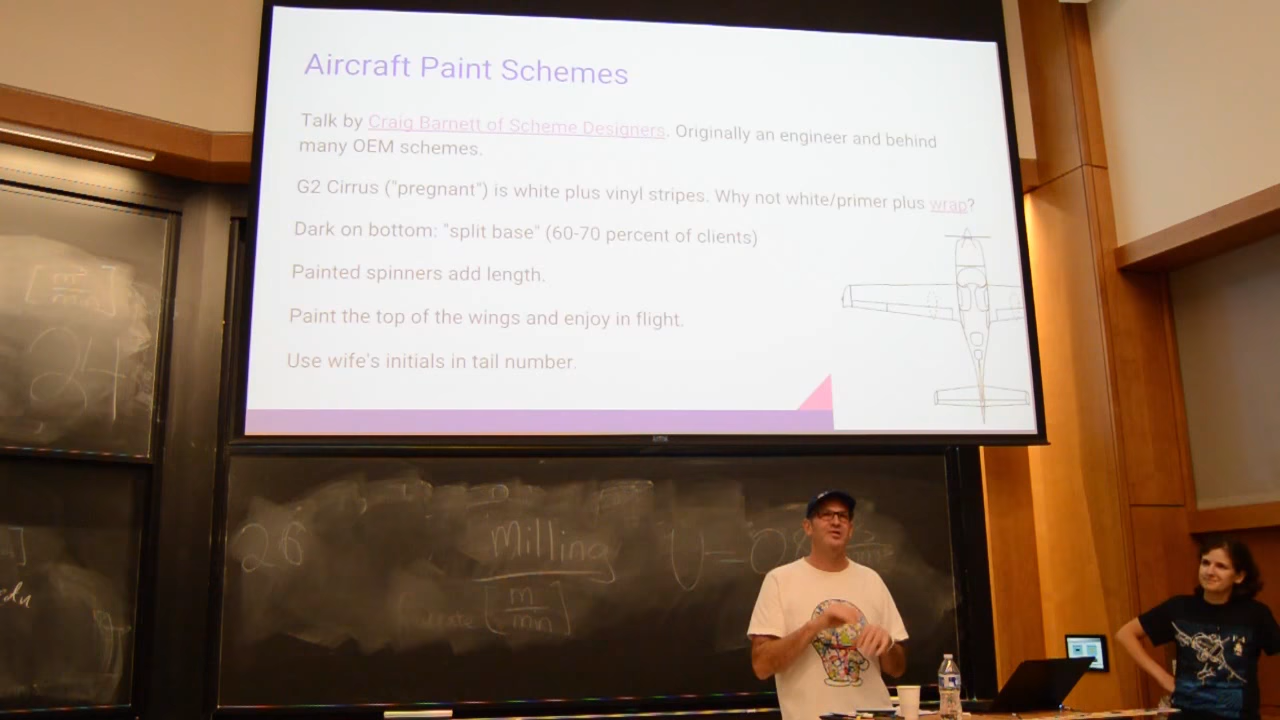 Aircraft Paint Schemes
Talk by Craig Barnett of Scheme Designers. Originally an engineer and behind
many OEM schemes.
G2 Cirrus ("pregnant") is white plus vinyl stripes. Why not white/primer plus wrap?
Dark on bottom: "split base" (60-70 percent of clients)
Painted spinners add length.
Paint the top of the wings and enjoy in flight.
Use wife's initials in tail number.
24
26
Milling
U=
[m/min]
edu